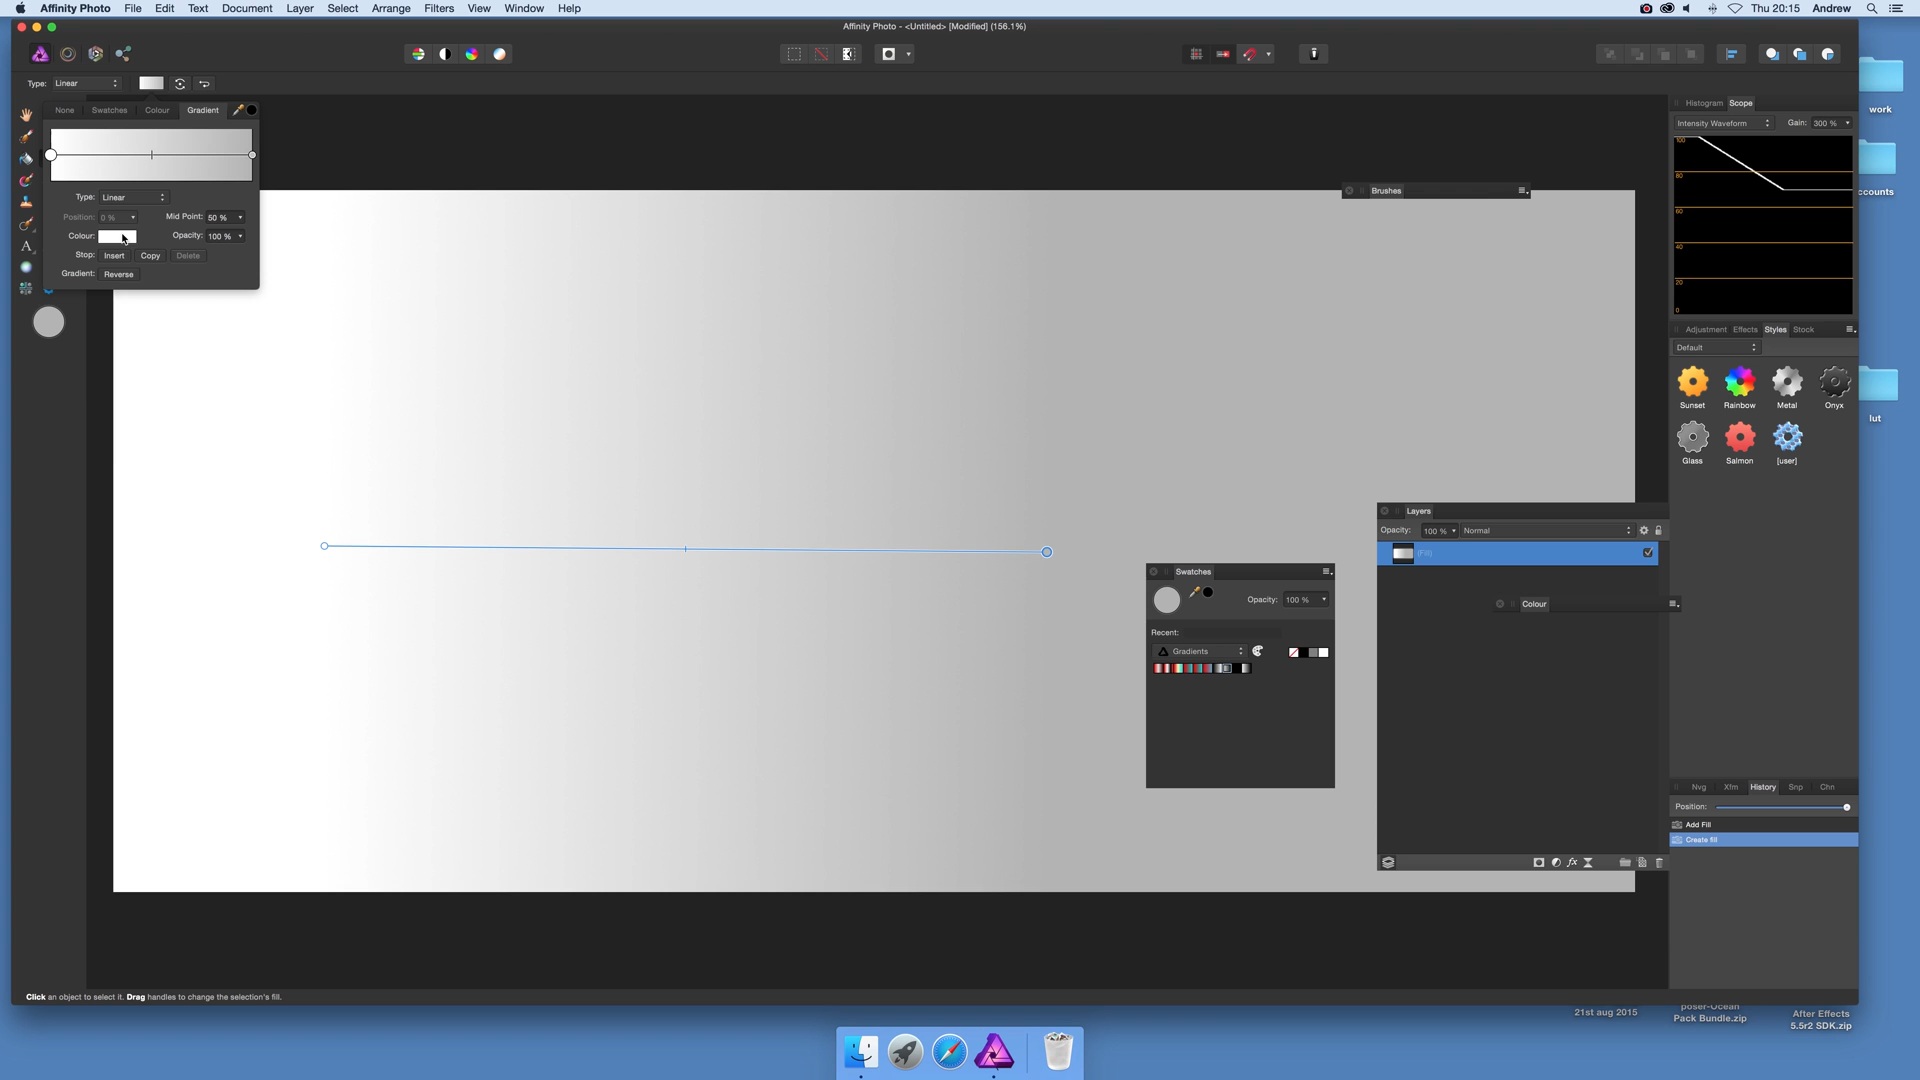 Affinity Photo File Edit Text Document Layer Select Arrange Filters View Window Help
Thu 20:15 Andrew
Affinity Photo - <Untitled> [Modified] (156.1%)
Type: Linear
None Swatches Colour Gradient
Type: Linear
Position: 0 % Mid Point: 50 %
Colour: Opacity: 100 %
Stop: Insert Copy Delete
Gradient: Reverse
Brushes
Histogram Scope
Intensity Waveform Gain: 300 %
100
80
60
40
20
0
Adjustment Effects Styles Stock
Default
Sunset Rainbow Metal Onyx
Glass Salmon [user]
work
ccounts
lut
Layers
Opacity: 100 % Normal
(Fill)
Colour
Swatches
Opacity: 100 %
Recent:
Gradients
Nvg Xfm History Snp Chn
Position:
Add Fill
Create fill
Click an object to select it. Drag handles to change the selection's fill.
21st aug 2015
poser-Ocean
Pack Bundle.zip
After Effects
5.5r2 SDK.zip